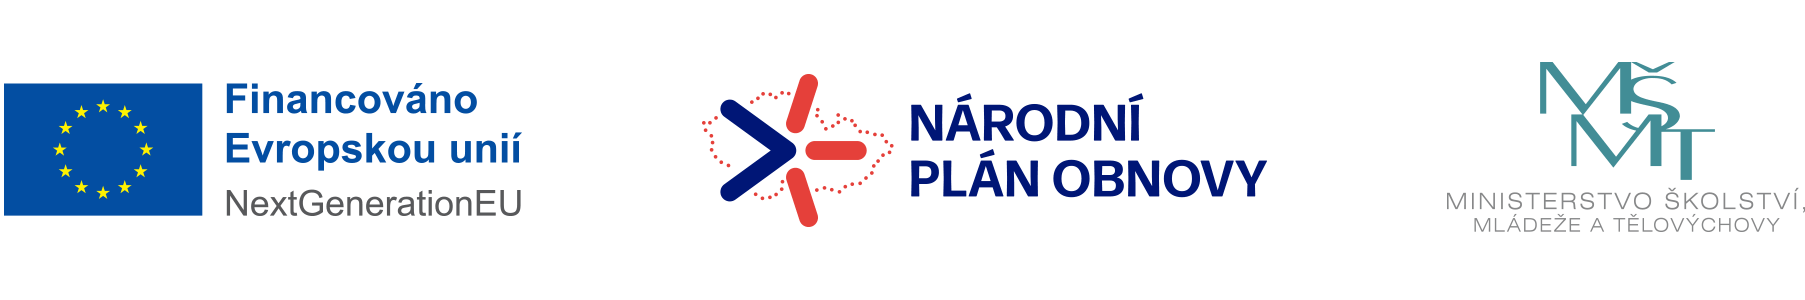 Financováno
Evropskou unií
NextGenerationEU
NÁRODNÍ
PLÁN OBNOVY
MŠMT
MINISTERSTVO ŠKOLSTVÍ,
MLÁDEŽE A TĚLOVÝCHOVY